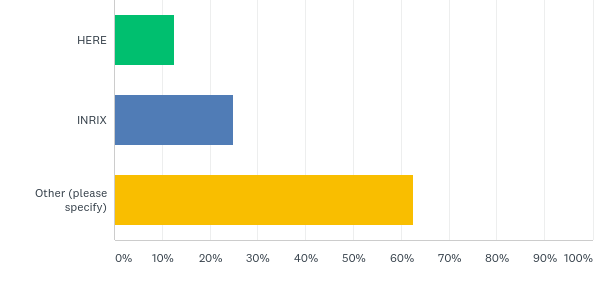 HERE
INRIX
Other (please
specify)
0% 10% 20% 30% 40% 50% 60% 70% 80% 90% 100%